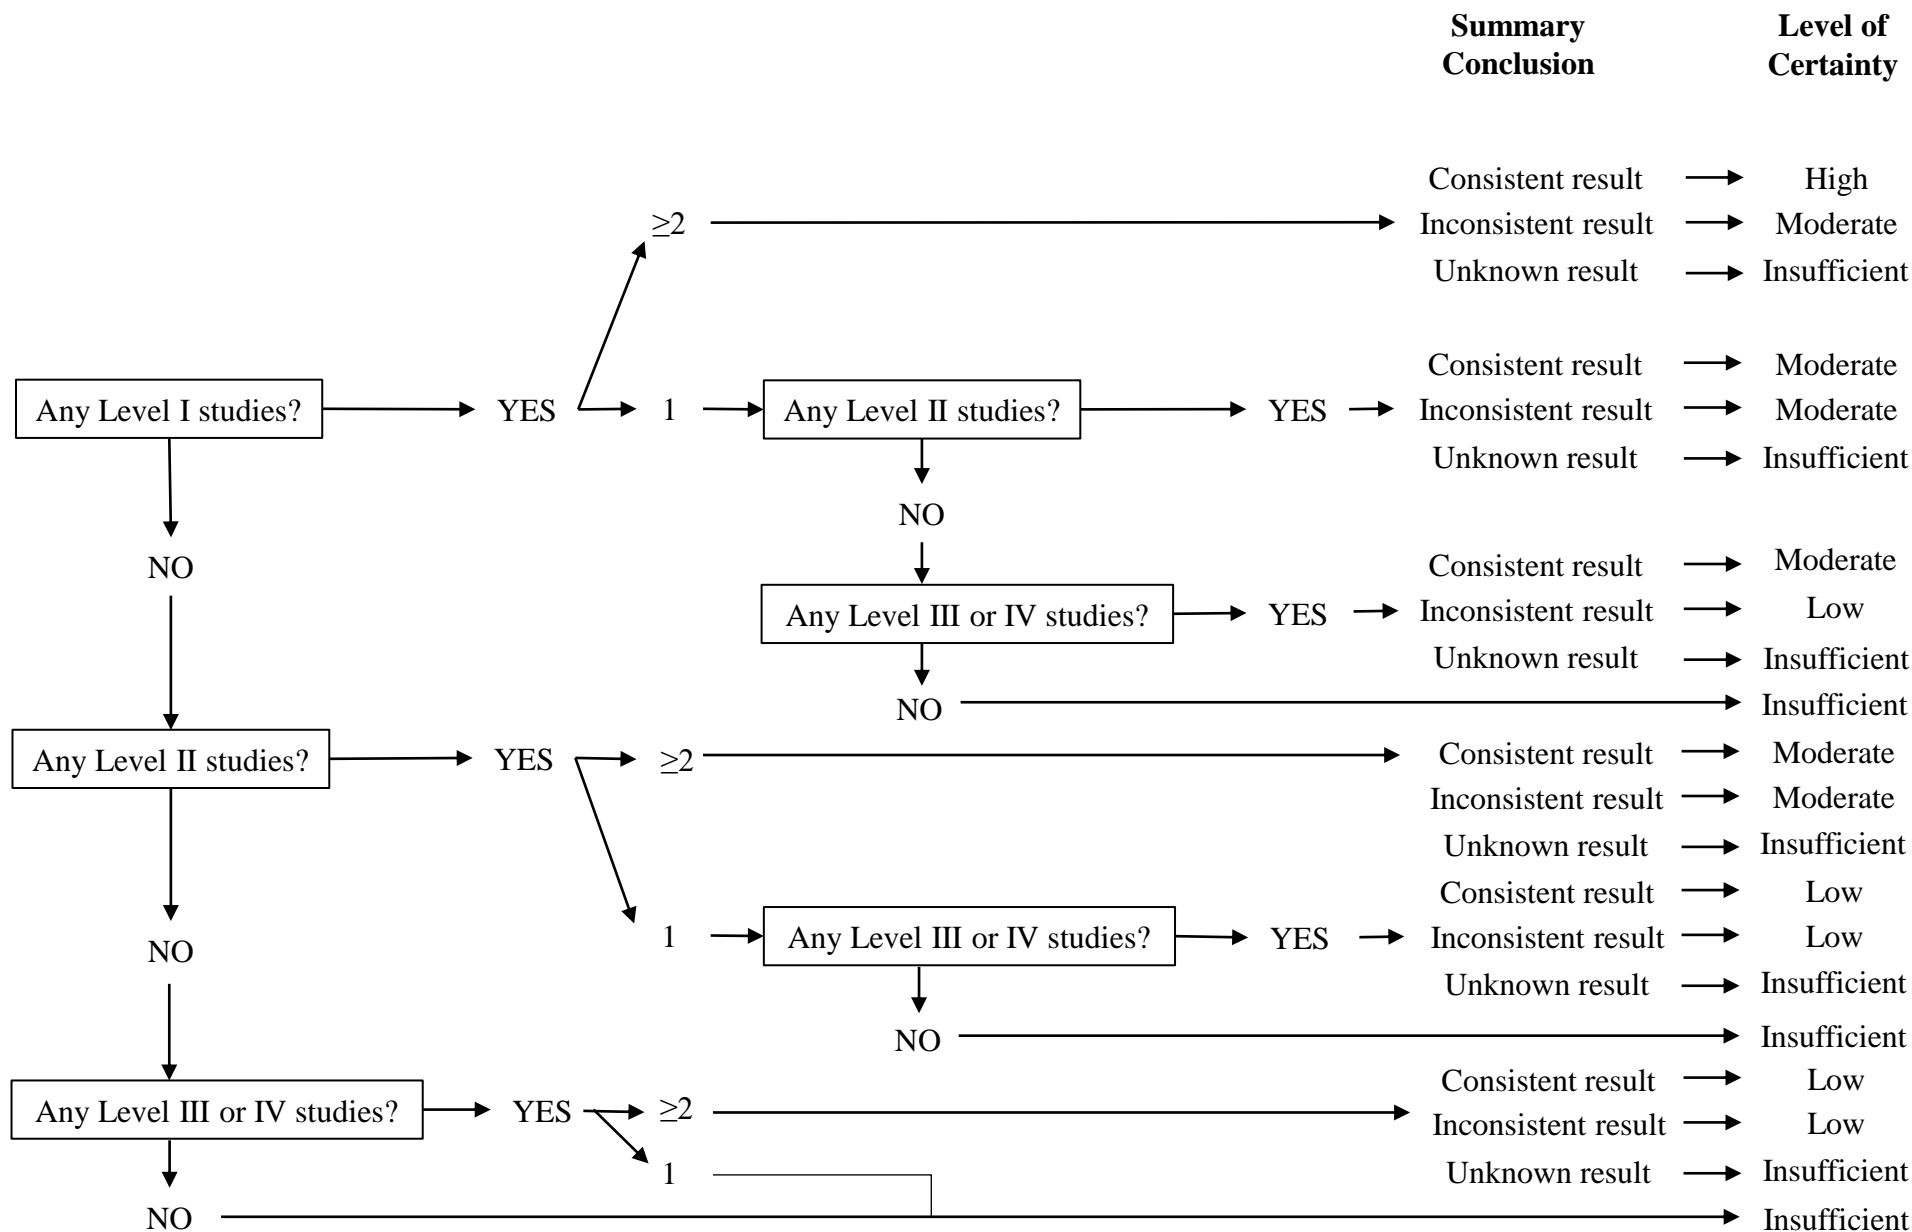 Summary Conclusion
Level of Certainty
Consistent result High
≥2 Inconsistent result Moderate
Unknown result Insufficient
Consistent result Moderate
Any Level I studies? YES 1 Any Level II studies? YES Inconsistent result Moderate
Unknown result Insufficient
NO
NO
Consistent result Moderate
Any Level III or IV studies? YES Inconsistent result Low
Unknown result Insufficient
NO Insufficient
Any Level II studies? YES ≥2 Consistent result Moderate
Inconsistent result Moderate
Unknown result Insufficient
Consistent result Low
NO 1 Any Level III or IV studies? YES Inconsistent result Low
Unknown result Insufficient
NO Insufficient
Consistent result Low
Any Level III or IV studies? YES ≥2 Inconsistent result Low
1 Unknown result Insufficient
NO Insufficient